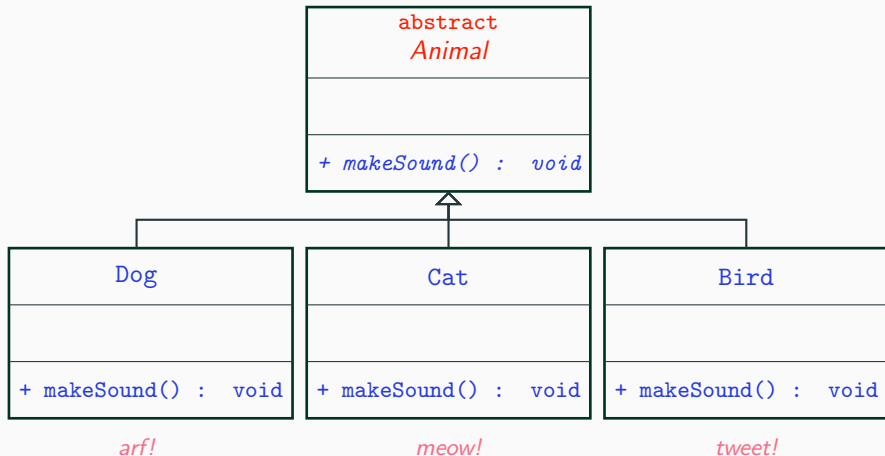 abstract
Animal
+ makeSound() : void
Dog
Cat
Bird
+ makeSound() : void
+ makeSound() : void
+ makeSound() : void
arf!
meow!
tweet!